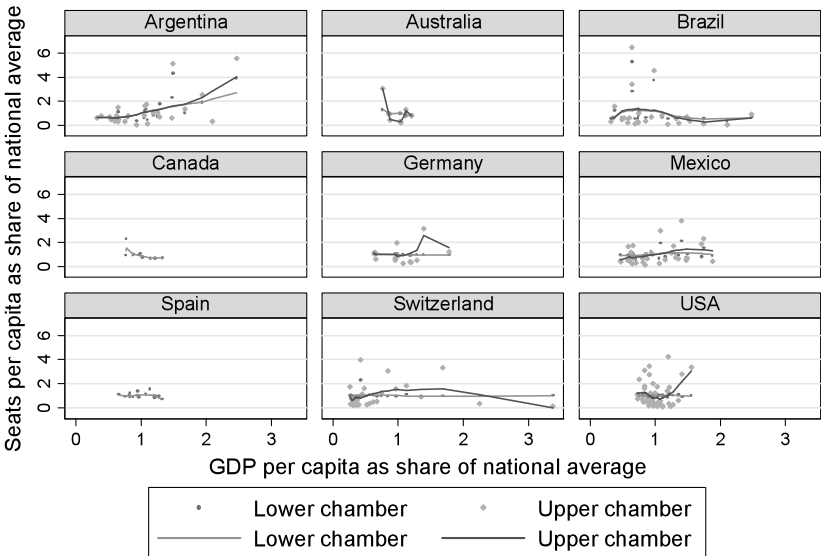 Seats per capita as share of national average
Argentina Australia Brazil
6
4
2
0
Canada Germany Mexico
6
4
2
0
Spain Switzerland USA
6
4
2
0
0 1 2 3 0 1 2 3 0 1 2 3
GDP per capita as share of national average
Lower chamber Upper chamber
Lower chamber Upper chamber